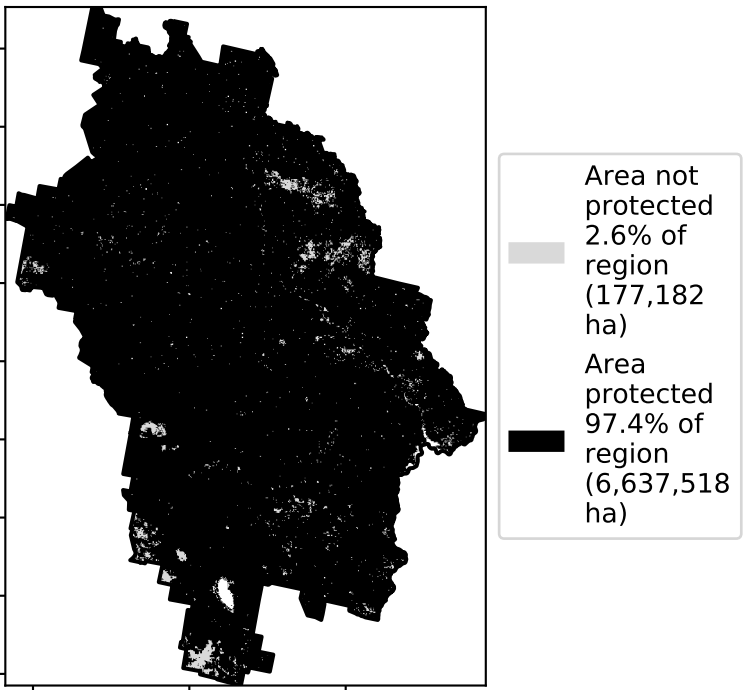 Area not
protected
2.6% of
region
(177,182
ha)
Area
protected
97.4% of
region
(6,637,518
ha)